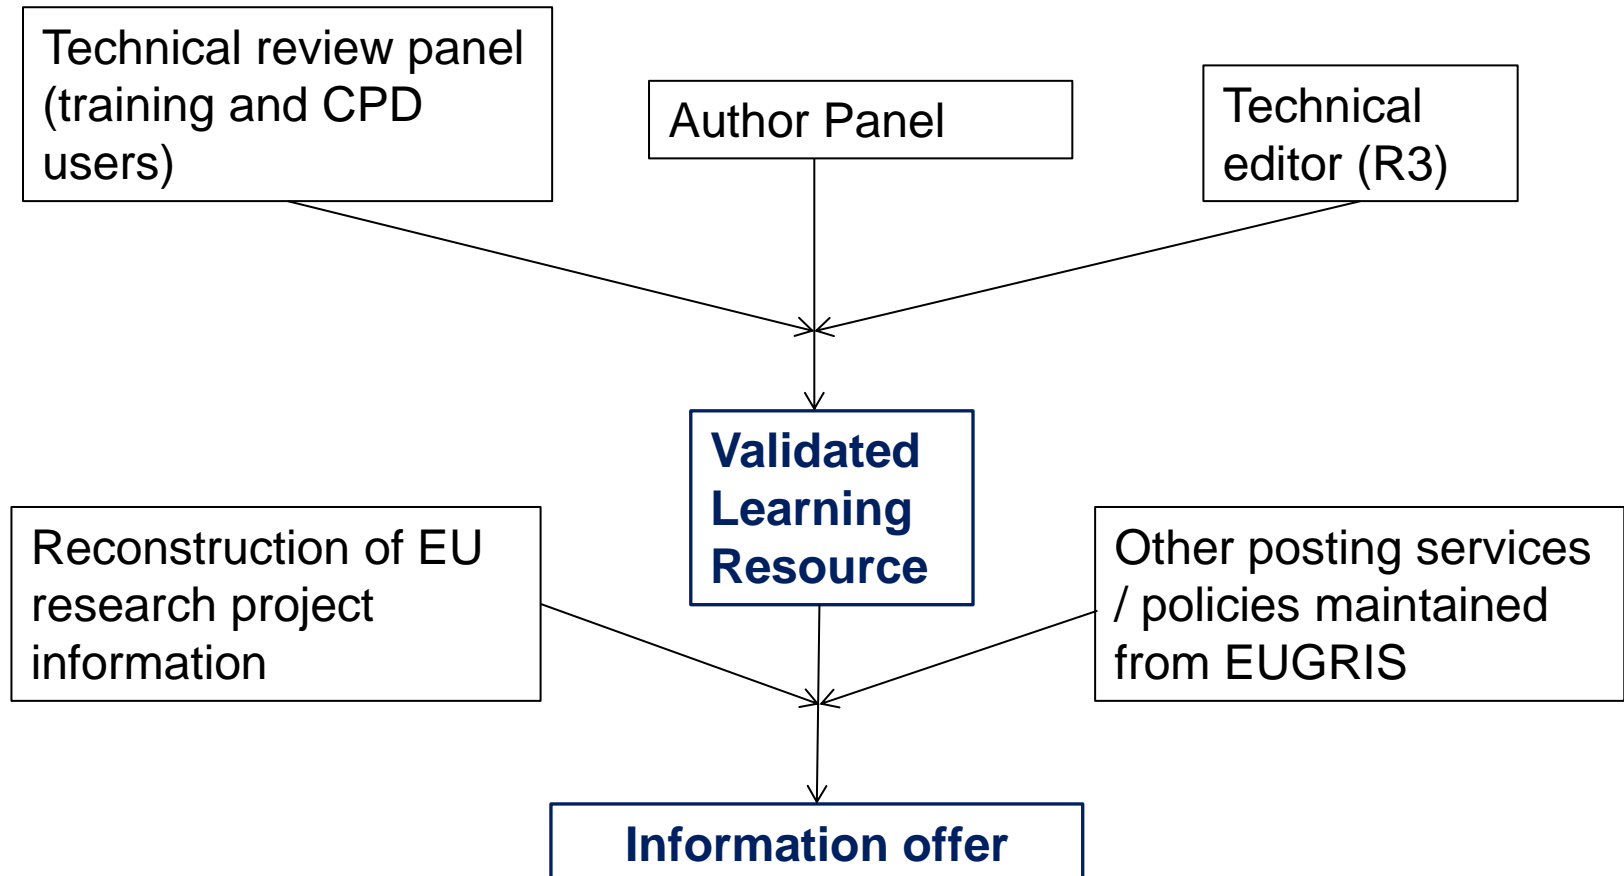 Technical review panel
(training and CPD
users)
Author Panel
Technical
editor (R3)
Validated
Learning
Resource
Reconstruction of EU
research project
information
Other posting services
/ policies maintained
from EUGRIS
Information offer